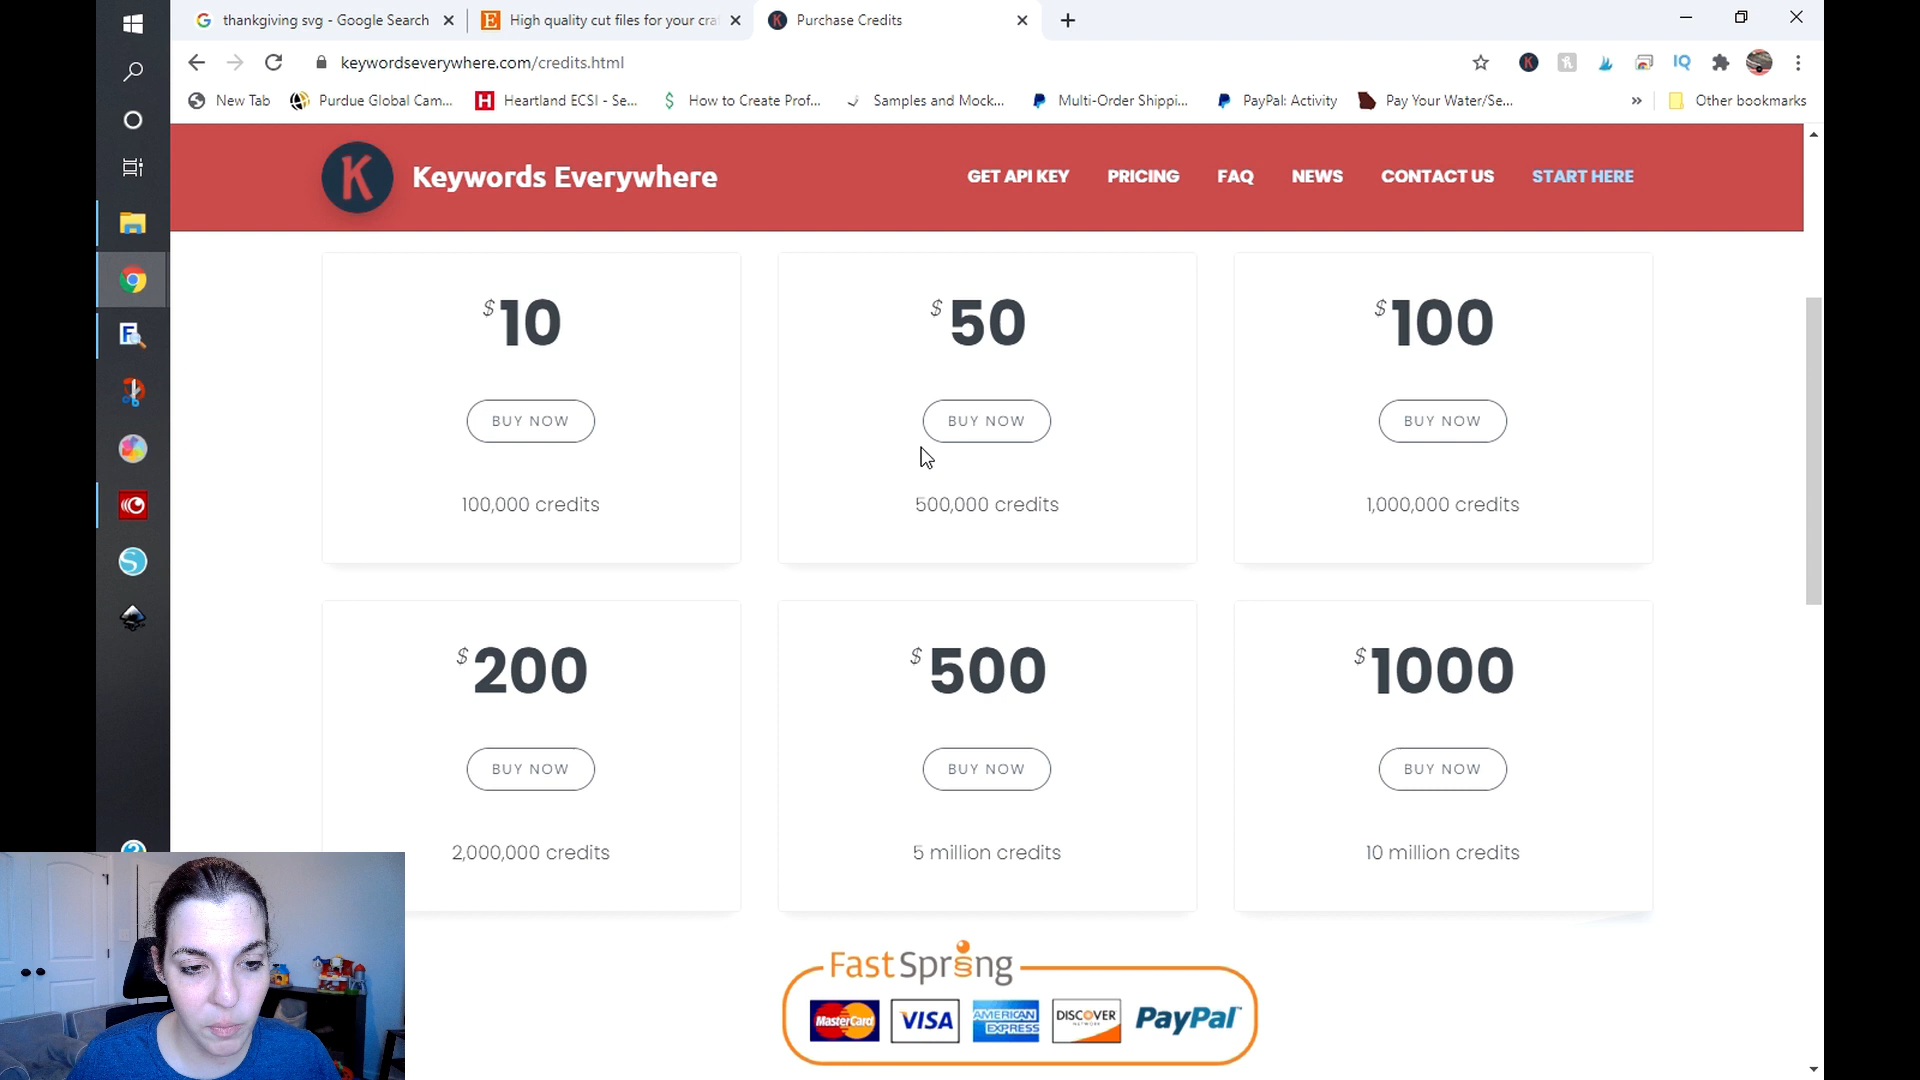 thankgiving svg - Google Search
High quality cut files for your cra
Purchase Credits
keywordseverywhere.com/credits.html
New Tab
Purdue Global Cam...
Heartland ECSI - Se...
How to Create Prof...
Samples and Mock...
Multi-Order Shippi...
PayPal: Activity
Pay Your Water/Se...
Other bookmarks
K
Keywords Everywhere
GET API KEY
PRICING
FAQ
NEWS
CONTACT US
START HERE
$10
$50
$100
BUY NOW
BUY NOW
BUY NOW
100,000 credits
500,000 credits
1,000,000 credits
$200
$500
$1000
BUY NOW
BUY NOW
BUY NOW
2,000,000 credits
5 million credits
10 million credits
FastSpring
MasterCard
VISA
AMERICAN EXPRESS
DISCOVER
PayPal